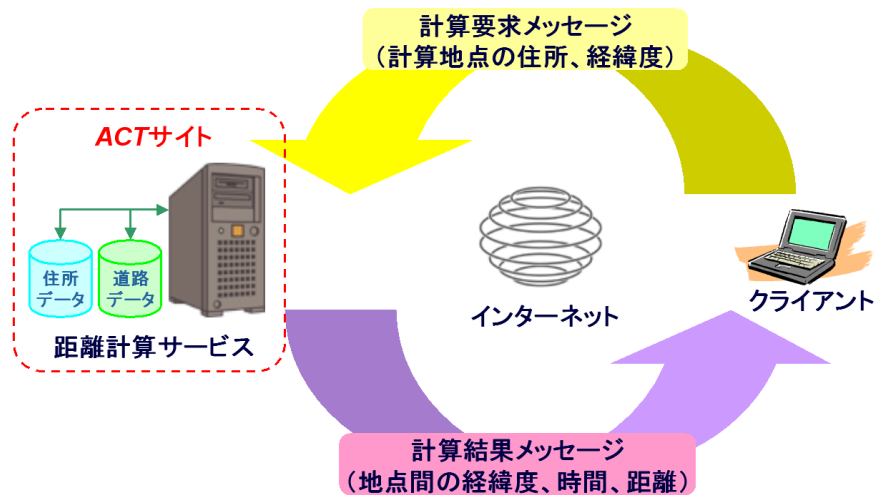 計算要求メッセージ
（計算地点の住所、経緯度）
ACTサイト
住所
データ
道路
データ
距離計算サービス
インターネット
クライアント
計算結果メッセージ
（地点間の経緯度、時間、距離）